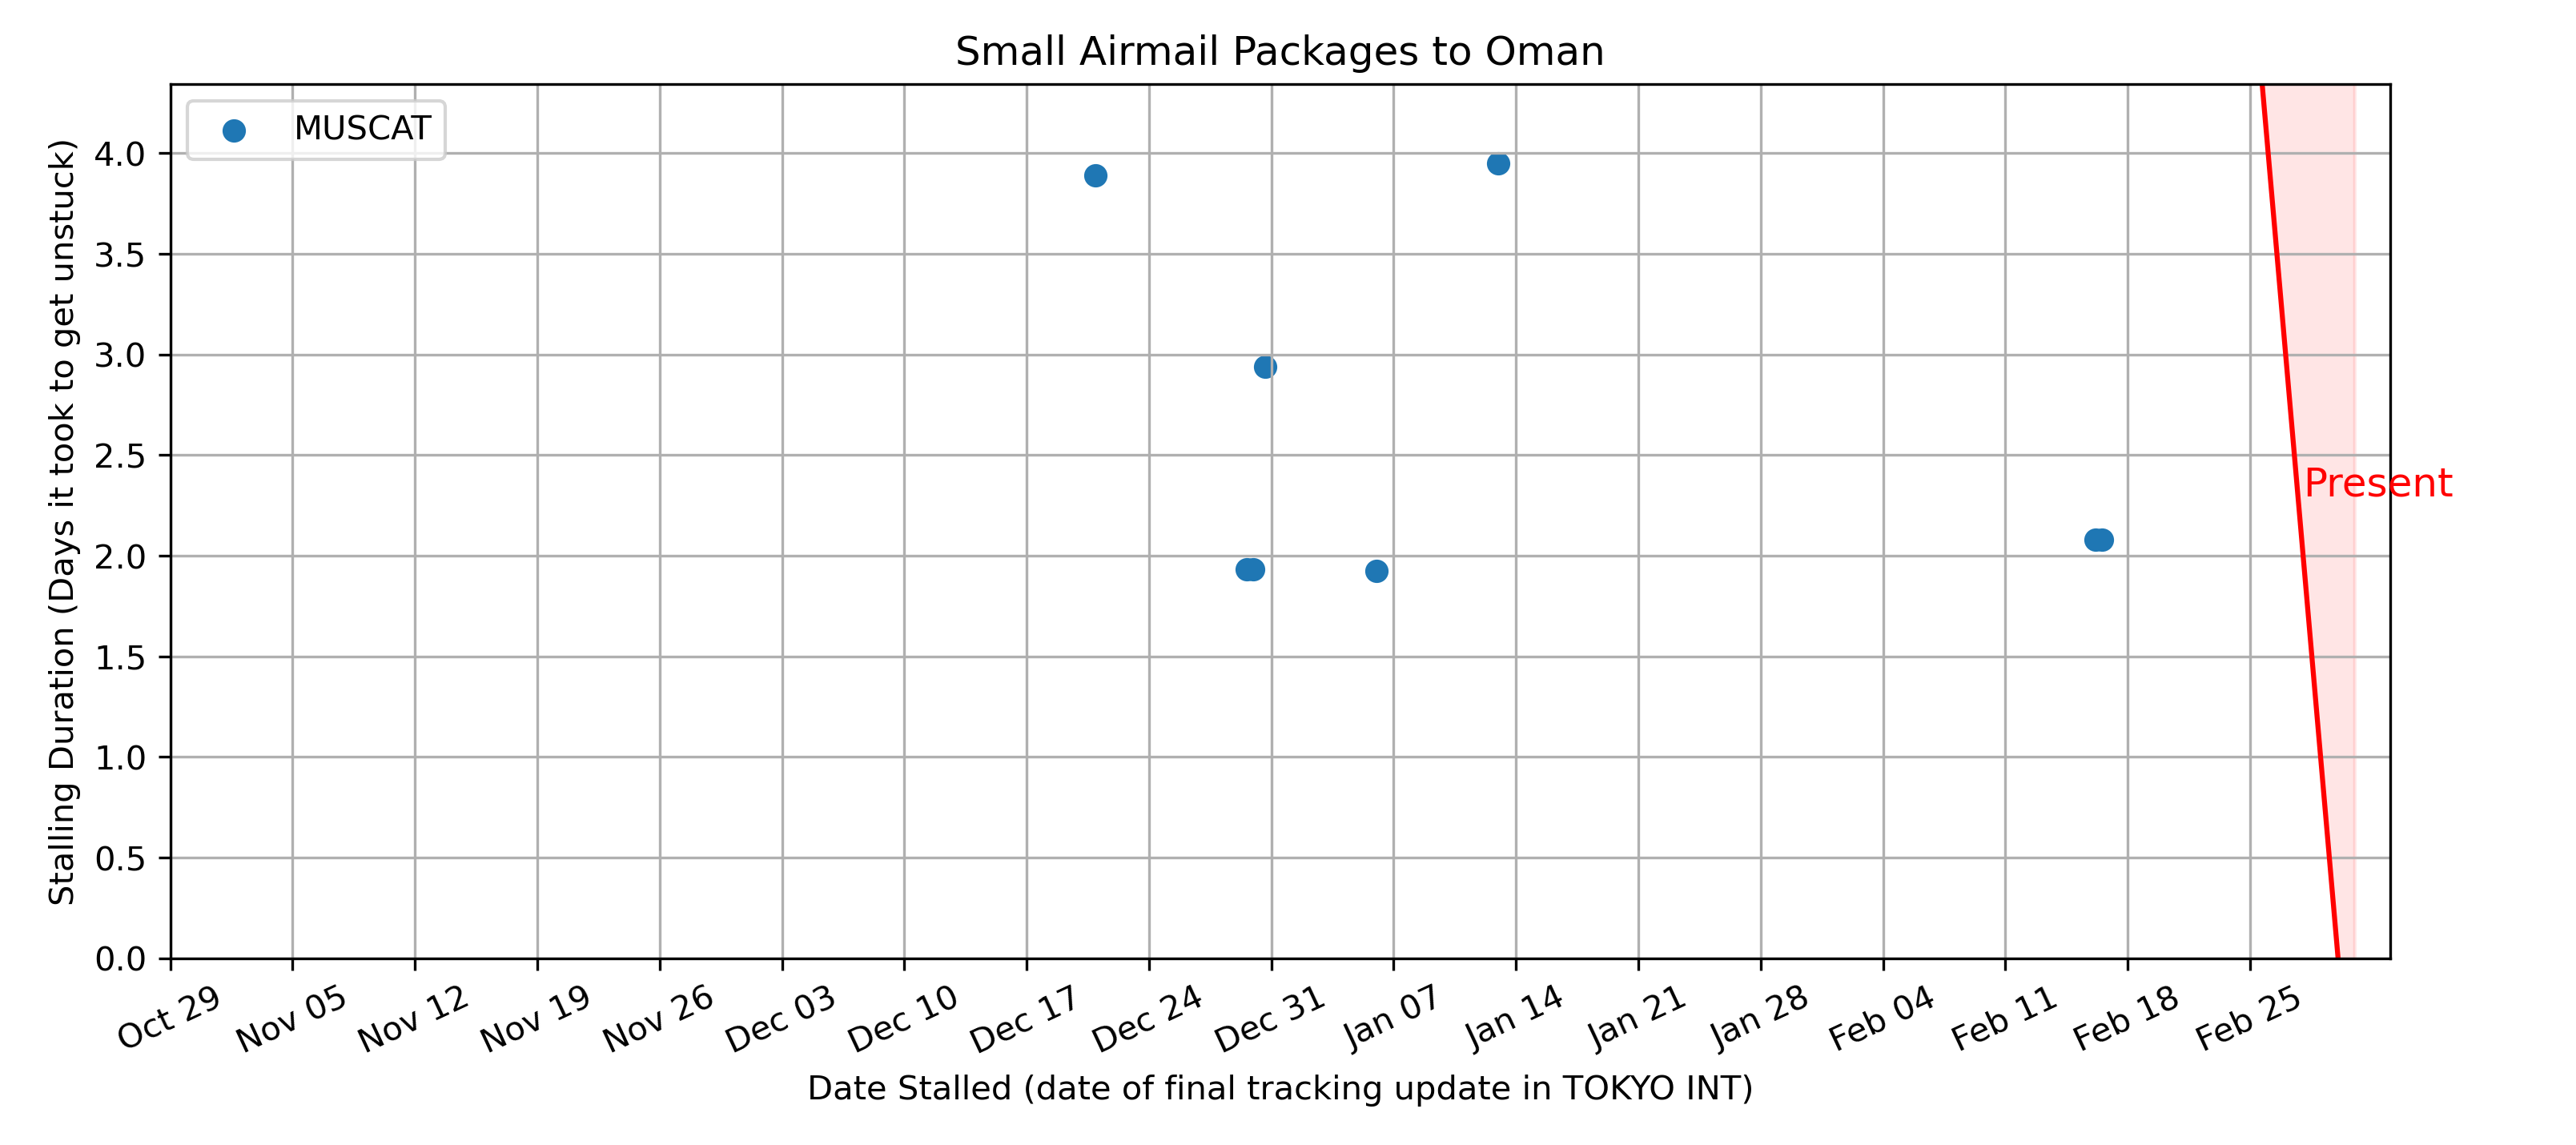 Small Airmail Packages to Oman
MUSCAT
Stalling Duration (Days it took to get unstuck)
4.0
3.5
3.0
2.5
2.0
1.5
1.0
0.5
0.0
Present
Oct 29 Nov 05 Nov 12 Nov 19 Nov 26 Dec 03 Dec 10 Dec 17 Dec 24 Dec 31 Jan 07 Jan 14 Jan 21 Jan 28 Feb 04 Feb 11 Feb 18 Feb 25
Date Stalled (date of final tracking update in TOKYO INT)